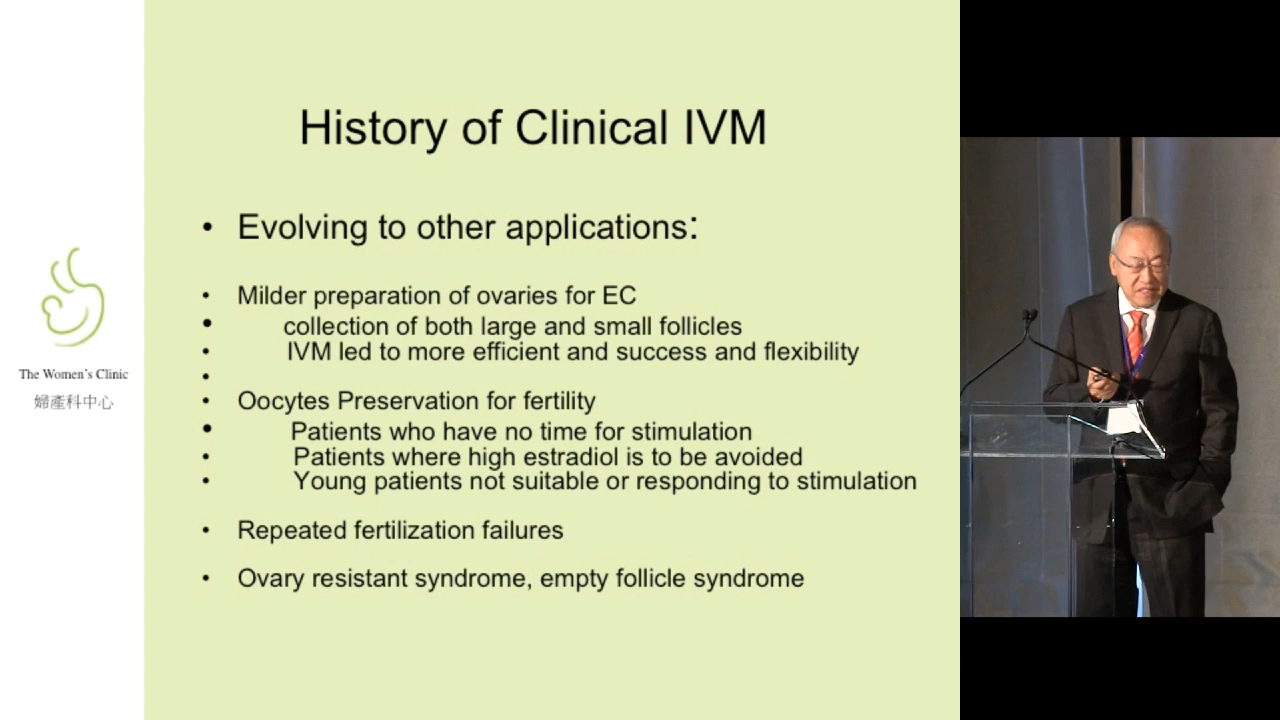 History of Clinical IVM
• Evolving to other applications:
• Milder preparation of ovaries for EC
• collection of both large and small follicles
• IVM led to more efficient and success and flexibility
•
• Oocytes Preservation for fertility
• Patients who have no time for stimulation
• Patients where high estradiol is to be avoided
• Young patients not suitable or responding to stimulation
• Repeated fertilization failures
• Ovary resistant syndrome, empty follicle syndrome
The Women's Clinic
婦產科中心